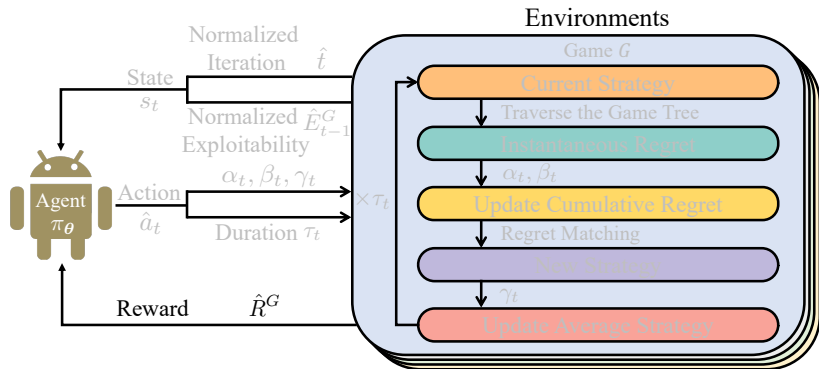 Environments
Normalized
Iteration t̂
State
s_t
Normalized
Exploitability Ê^G_{t-1}
Agent
π_θ
Action
â_t
α_t, β_t, γ_t
Duration τ_t
Reward R̂^G
Game G
Current Strategy
Traverse the Game Tree
Instantaneous Regret
α_t, β_t
×τ_t
Update Cumulative Regret
Regret Matching
New Strategy
γ_t
Update Average Strategy